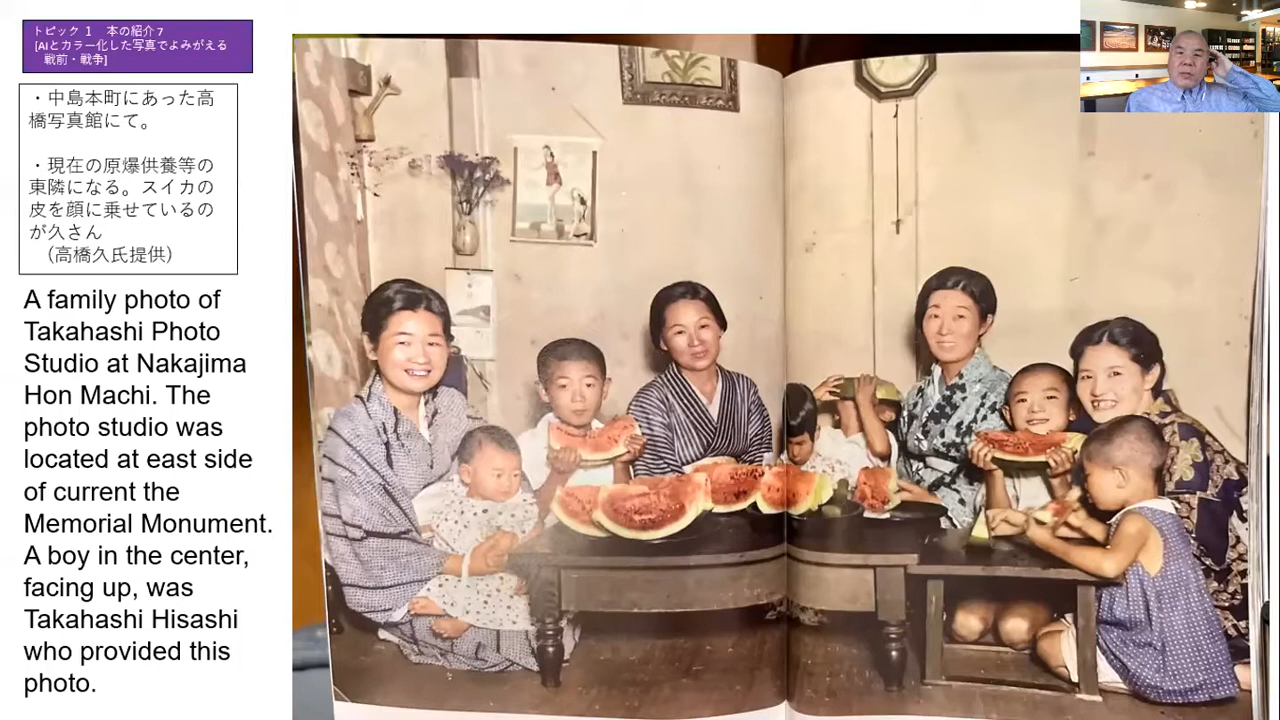 トピック１　本の紹介７
[AIとカラー化した写真でよみがえる
戦前・戦争]
・中島本町にあった高
橋写真館にて。
・現在の原爆供養等の
東隣になる。スイカの
皮を顔に乗せているの
が久さん
（高橋久氏提供）
A family photo of
Takahashi Photo
Studio at Nakajima
Hon Machi. The
photo studio was
located at east side
of current the
Memorial Monument.
A boy in the center,
facing up, was
Takahashi Hisashi
who provided this
photo.